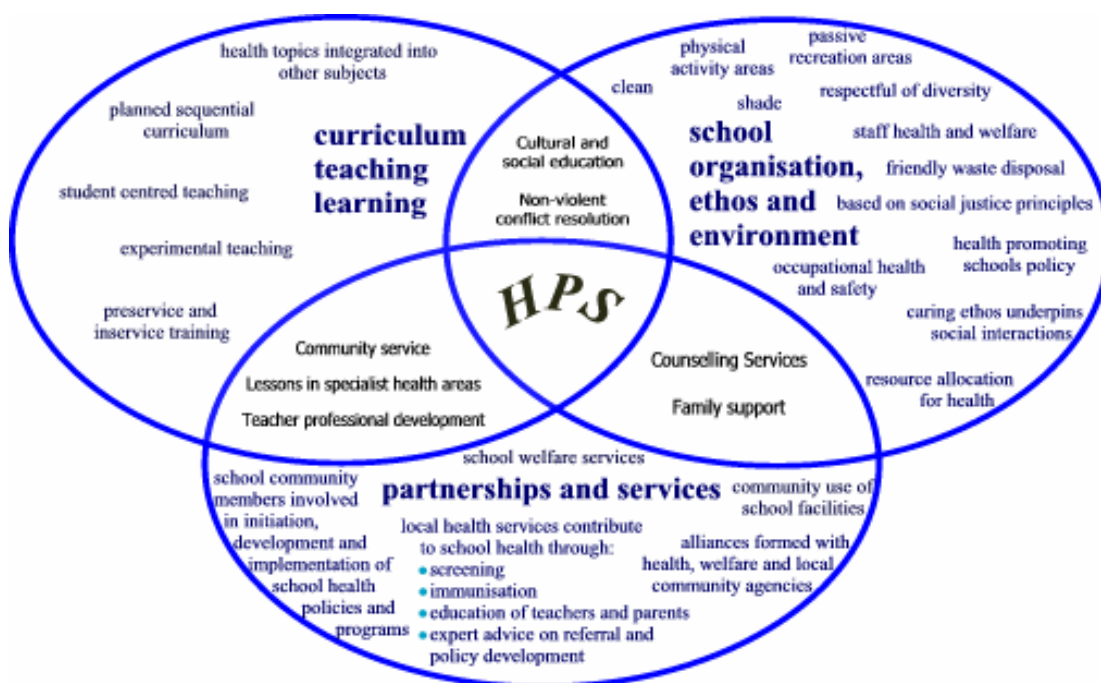 health topics integrated into
other subjects
planned sequential
curriculum
curriculum
teaching
learning
student centred teaching
experimental teaching
preservice and
inservice training
Cultural and
social education
Non-violent
conflict resolution
physical
activity areas
passive
recreation areas
clean
shade
respectful of diversity
school
organisation,
ethos and
environment
staff health and welfare
friendly waste disposal
based on social justice principles
health promoting
schools policy
occupational health
and safety
caring ethos underpins
social interactions
resource allocation
for health
HPS
Community service
Lessons in specialist health areas
Teacher professional development
Counselling Services
Family support
school welfare services
partnerships and services
school community
members involved
in initiation,
development and
implementation of
school health
policies and
programs
local health services contribute
to school health through:
•screening
•immunisation
•education of teachers and parents
•expert advice on referral and
policy development
community use of
school facilities
alliances formed with
health, welfare and local
community agencies